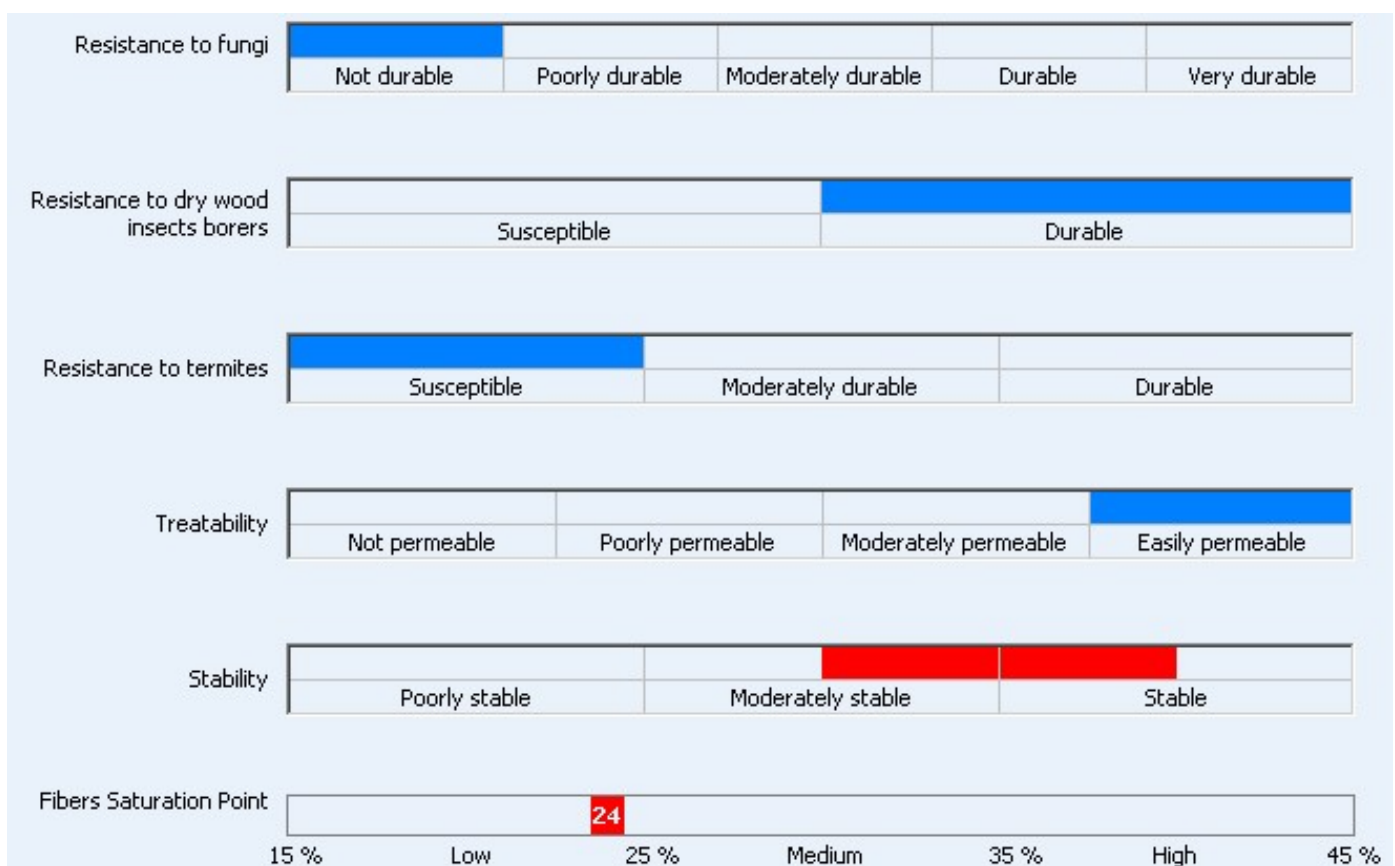 Resistance to fungi
Not durable Poorly durable Moderately durable Durable Very durable
Resistance to dry wood
insects borers
Susceptible Durable
Resistance to termites
Susceptible Moderately durable Durable
Treatability
Not permeable Poorly permeable Moderately permeable Easily permeable
Stability
Poorly stable Moderately stable Stable
Fibers Saturation Point
24
15 % Low 25 % Medium 35 % High 45 %